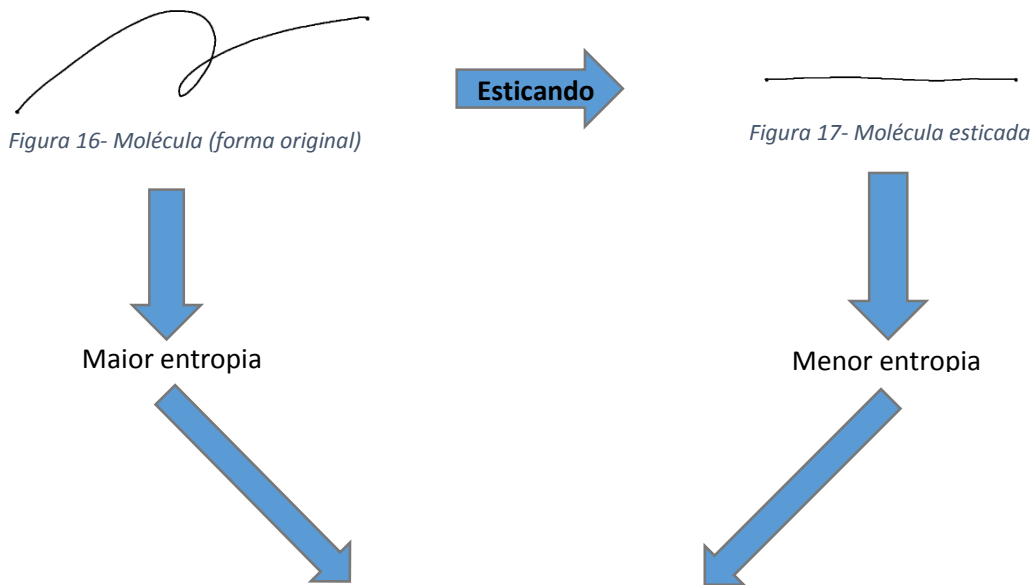 Esticando
Figura 16- Molécula (forma original)
Figura 17- Molécula esticada
Maior entropia
Menor entropia